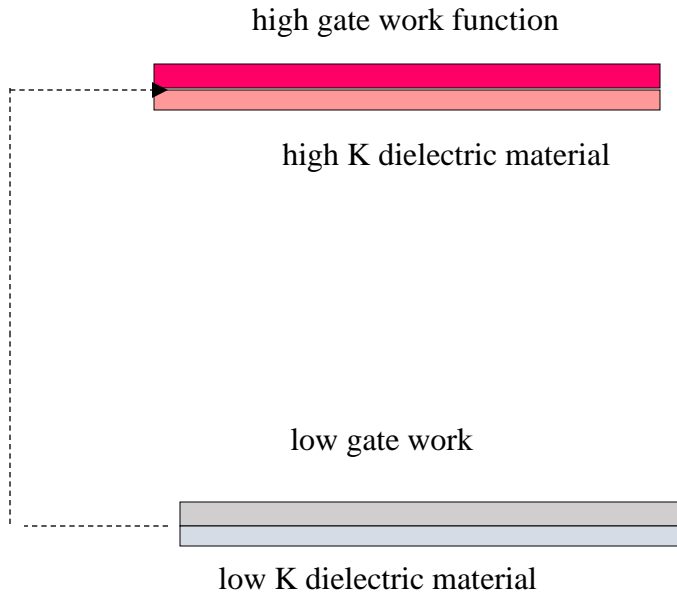 high gate work function
high K dielectric material
low gate work
low K dielectric material